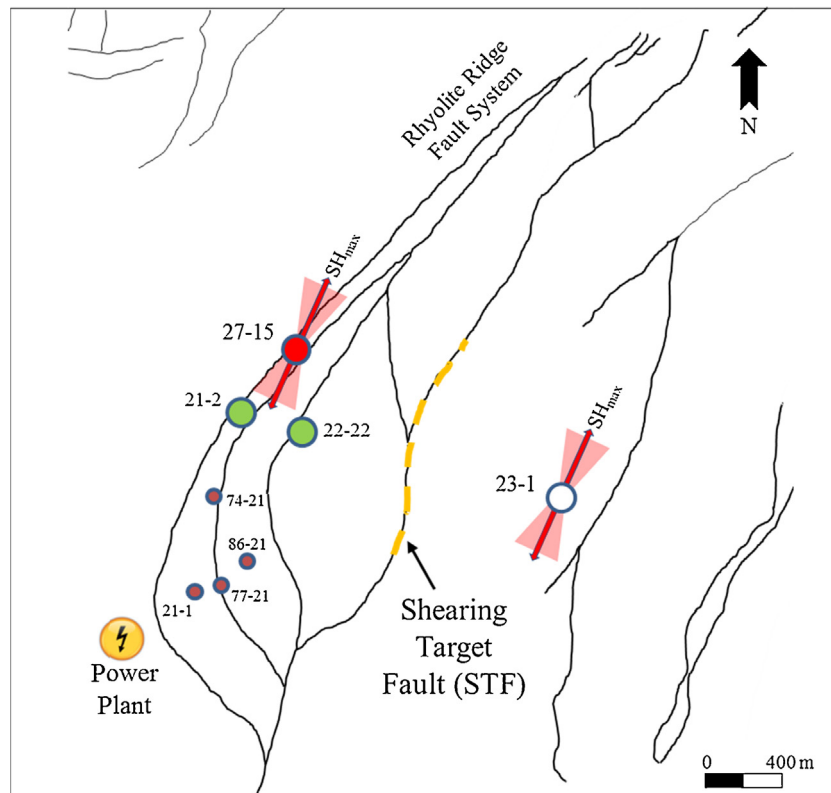 Rhyolite Ridge
Fault System
N
SHmax
27-15
21-2
22-22
SHmax
23-1
74-21
86-21
77-21
21-1
Shearing
Target
Fault (STF)
Power
Plant
0 400 m